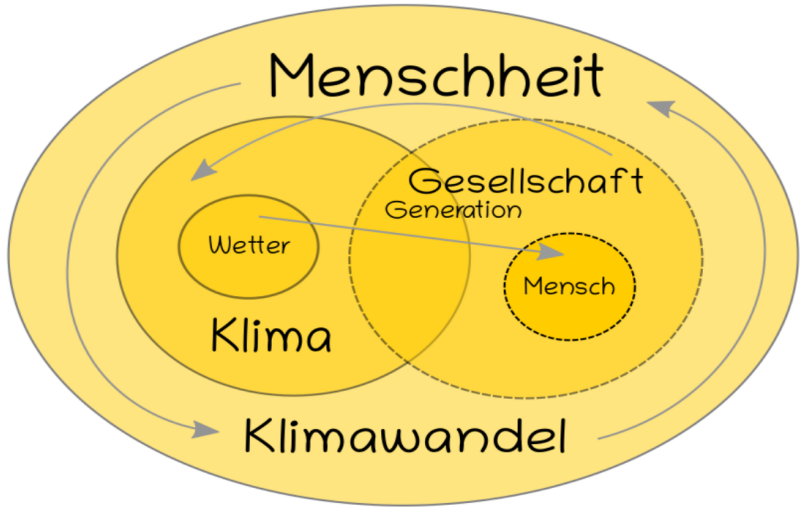 Menschheit
Gesellschaft
Generation
Wetter
Mensch
Klima
Klimawandel